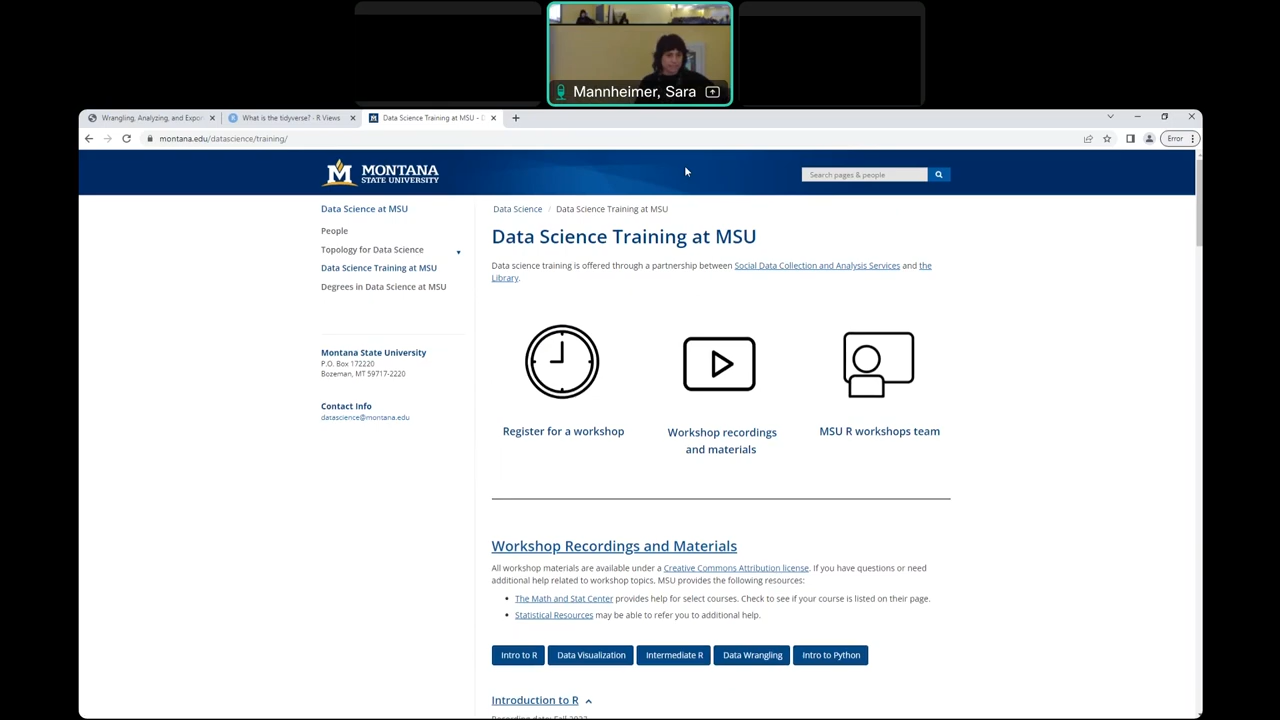 Mannheimer, Sara
Wrangling, Analyzing, and Expor
What is the tidyverse? - R Views
Data Science Training at MSU - D
montana.edu/datascience/training/
Error
MONTANA
STATE UNIVERSITY
Search pages & people
Data Science at MSU
People
Topology for Data Science
Data Science Training at MSU
Degrees in Data Science at MSU
Montana State University
P.O. Box 172220
Bozeman, MT 59717-2220
Contact Info
datascience@montana.edu
Data Science / Data Science Training at MSU
Data Science Training at MSU
Data science training is offered through a partnership between Social Data Collection and Analysis Services and the
Library.
Register for a workshop
Workshop recordings
and materials
MSU R workshops team
Workshop Recordings and Materials
All workshop materials are available under a Creative Commons Attribution license. If you have questions or need
additional help related to workshop topics, MSU provides the following resources:
• The Math and Stat Center provides help for select courses. Check to see if your course is listed on their page.
• Statistical Resources may be able to refer you to additional help.
Intro to R
Data Visualization
Intermediate R
Data Wrangling
Intro to Python
Introduction to R